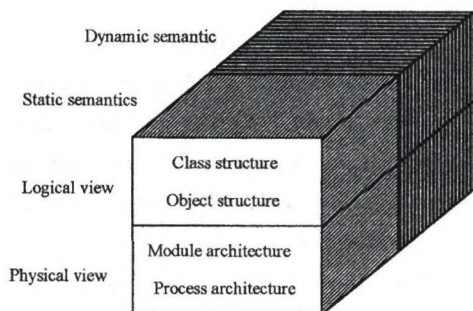 Dynamic semantic
Static semantics
Class structure
Logical view
Object structure
Module architecture
Physical view
Process architecture